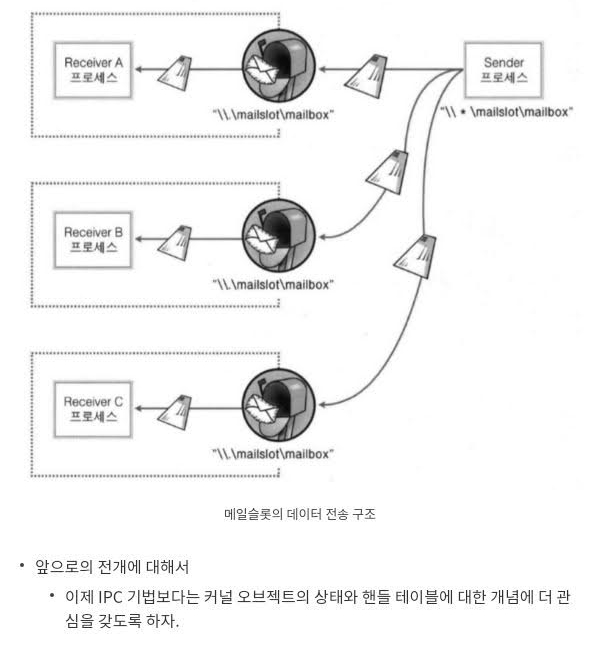 Receiver A
프로세스
Sender
프로세스
"\\.\mailslot\mailbox"
"\\ * \mailslot\mailbox"
Receiver B
프로세스
"\\.\mailslot\mailbox"
Receiver C
프로세스
"\\.\mailslot\mailbox"
메일슬롯의 데이터 전송 구조
• 앞으로의 전개에 대해서
• 이제 IPC 기법보다는 커널 오브젝트의 상태와 핸들 테이블에 대한 개념에 더 관
심을 갖도록 하자.